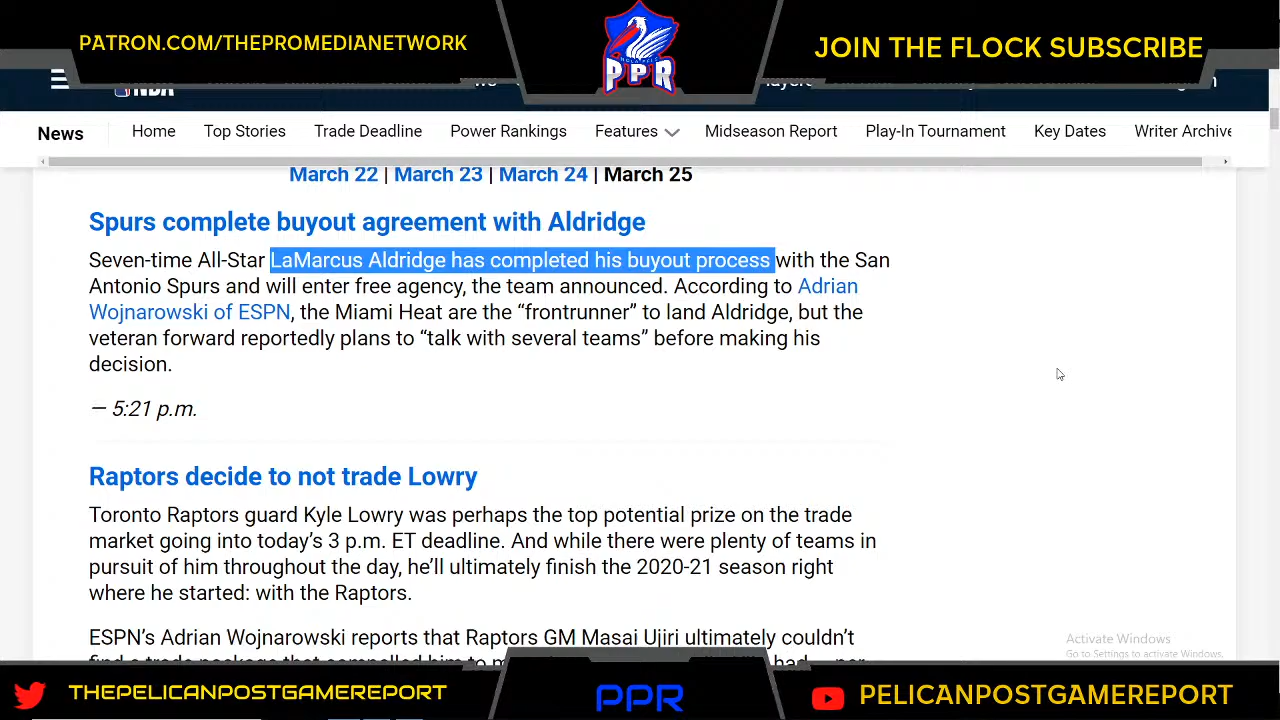 PATRON.COM/THEPROMEDIANETWORK
PPR
JOIN THE FLOCK SUBSCRIBE
News
Home
Top Stories
Trade Deadline
Power Rankings
Features
Midseason Report
Play-In Tournament
Key Dates
Writer Archive
March 22 | March 23 | March 24 | March 25
Spurs complete buyout agreement with Aldridge
Seven-time All-Star LaMarcus Aldridge has completed his buyout process with the San
Antonio Spurs and will enter free agency, the team announced. According to Adrian
Wojnarowski of ESPN, the Miami Heat are the “frontrunner” to land Aldridge, but the
veteran forward reportedly plans to “talk with several teams” before making his
decision.
— 5:21 p.m.
Raptors decide to not trade Lowry
Toronto Raptors guard Kyle Lowry was perhaps the top potential prize on the trade
market going into today’s 3 p.m. ET deadline. And while there were plenty of teams in
pursuit of him throughout the day, he’ll ultimately finish the 2020-21 season right
where he started: with the Raptors.
ESPN’s Adrian Wojnarowski reports that Raptors GM Masai Ujiri ultimately couldn’t
Activate Windows
Go to Settings to activate Windows.
THEPELICANPOSTGAMEREPORT
PPR
PELICANPOSTGAMEREPORT